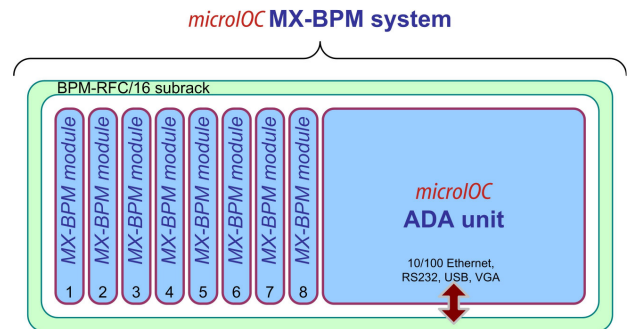 microIOC MX-BPM system
BPM-RFC/16 subrack
MX-BPM module
1
MX-BPM module
2
MX-BPM module
3
MX-BPM module
4
MX-BPM module
5
MX-BPM module
6
MX-BPM module
7
MX-BPM module
8
microIOC
ADA unit
10/100 Ethernet,
RS232, USB, VGA